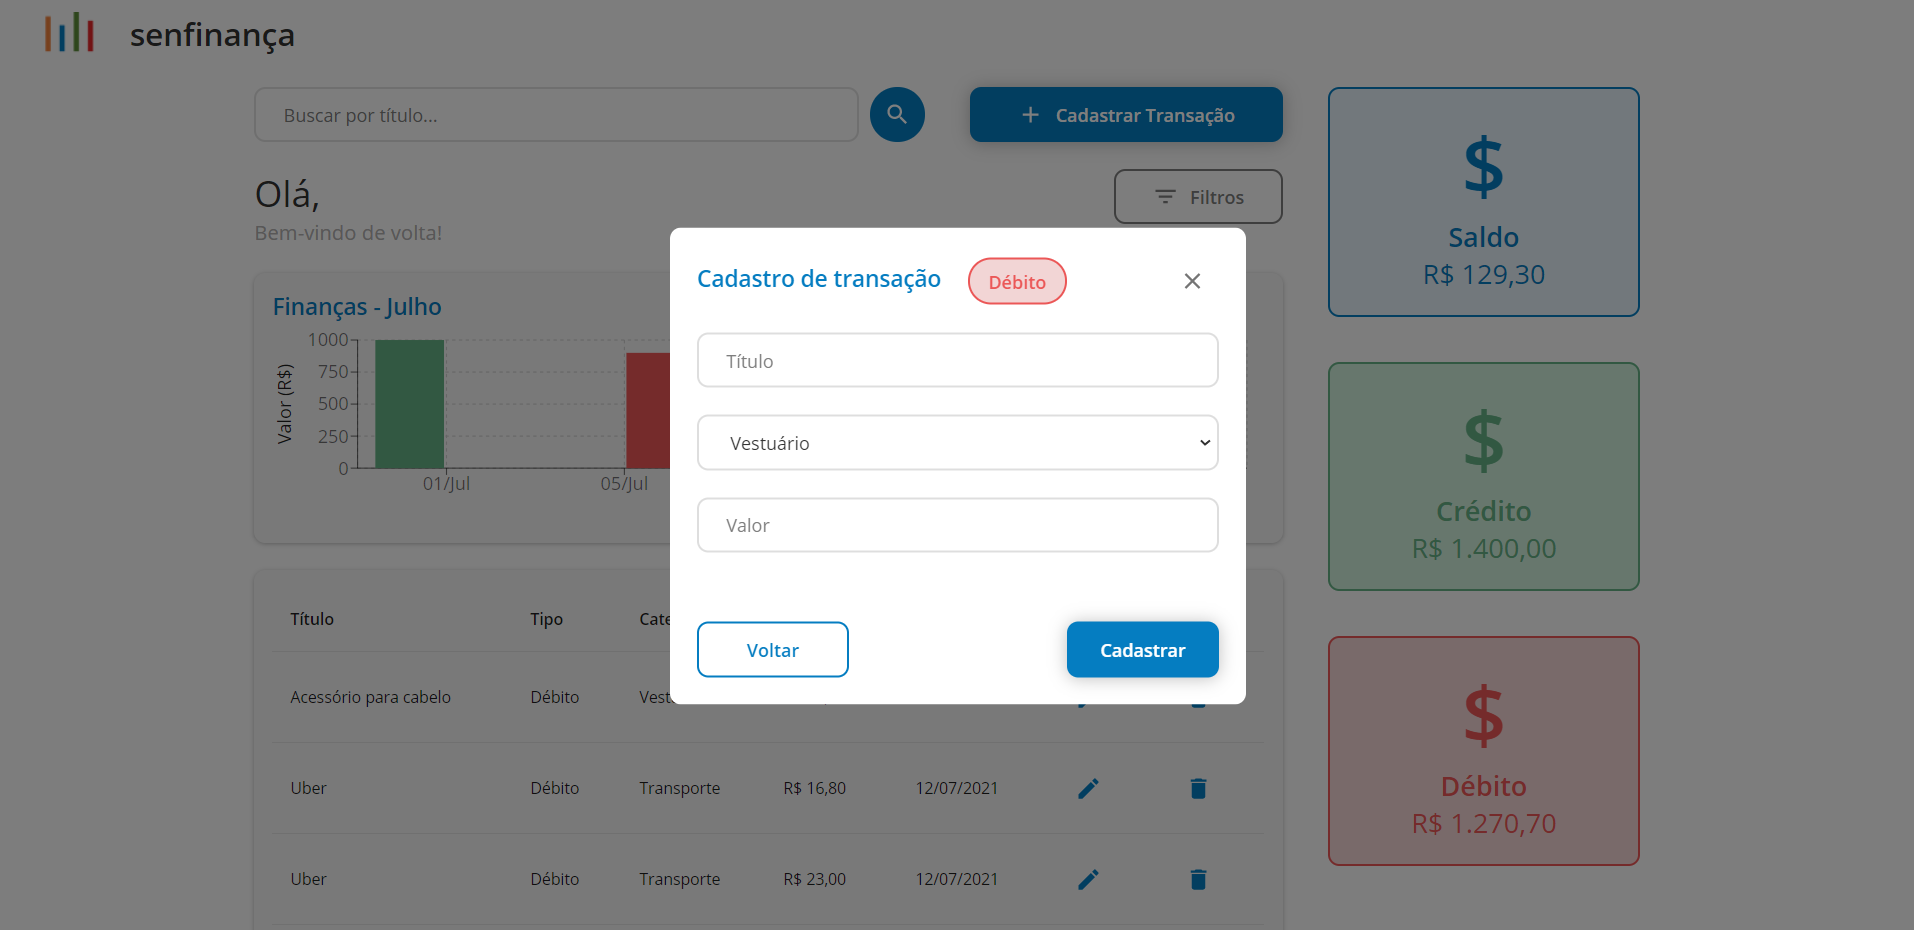 senfinança
Buscar por título...
Cadastrar Transação
Olá,
Bem-vindo de volta!
Filtros
Finanças - Julho
Valor (R$)
1000
750
500
250
0
01/Jul
05/Jul
Cadastro de transação
Débito
Título
Vestuário
Valor
Voltar
Cadastrar
Título Tipo Cate
Acessório para cabelo Débito Vest
Uber Débito Transporte R$ 16,80 12/07/2021
Uber Débito Transporte R$ 23,00 12/07/2021
$
Saldo
R$ 129,30
$
Crédito
R$ 1.400,00
$
Débito
R$ 1.270,70